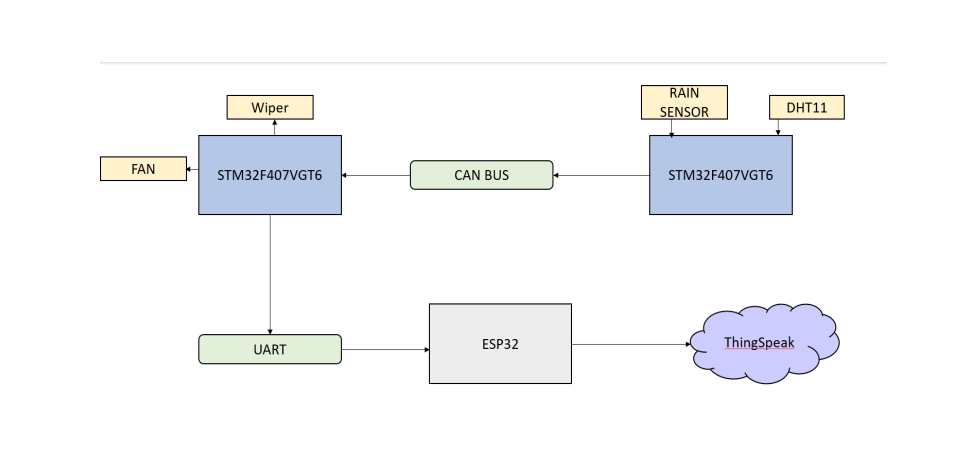 RAIN
SENSOR
Wiper
DHT11
FAN
STM32F407VGT6
CAN BUS
STM32F407VGT6
UART
ESP32
ThingSpeak